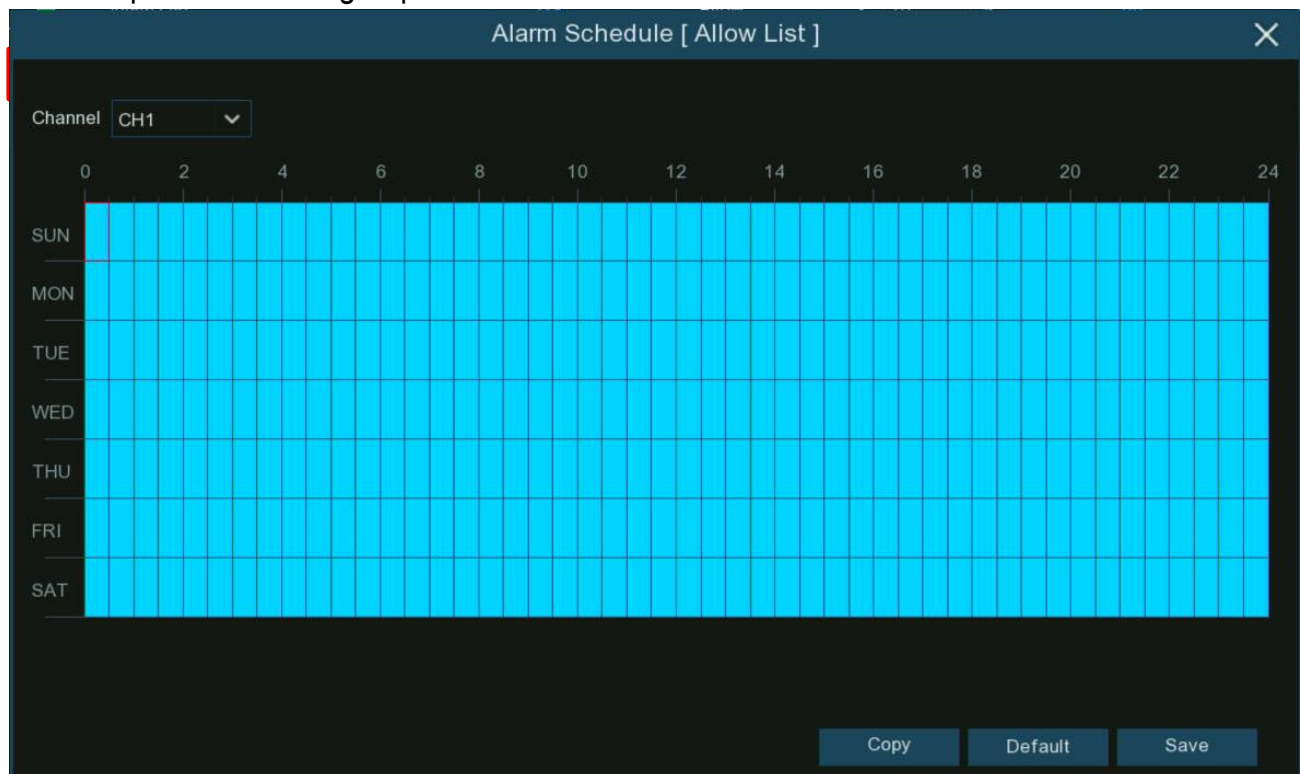 Alarm Schedule [ Allow List ]
Channel CH1
0 2 4 6 8 10 12 14 16 18 20 22 24
SUN
MON
TUE
WED
THU
FRI
SAT
Copy Default Save